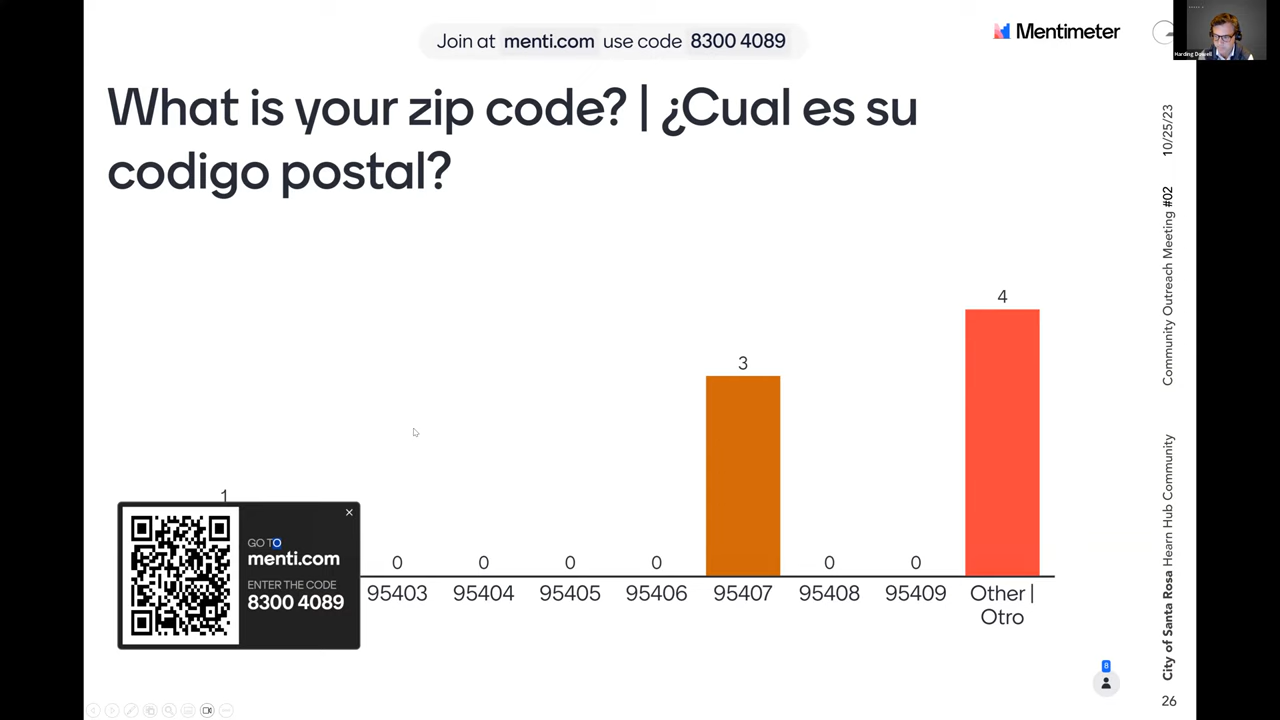 Join at menti.com use code 8300 4089
Mentimeter
Harding Dowell
What is your zip code? | ¿Cual es su
codigo postal?
4
3
1
0 0 0 0 0 0
95403 95404 95405 95406 95407 95408 95409 Other |
Otro
GO TO
menti.com
ENTER THE CODE
8300 4089
8
City of Santa Rosa Hearn Hub Community Community Outreach Meeting #02 10/25/23
26